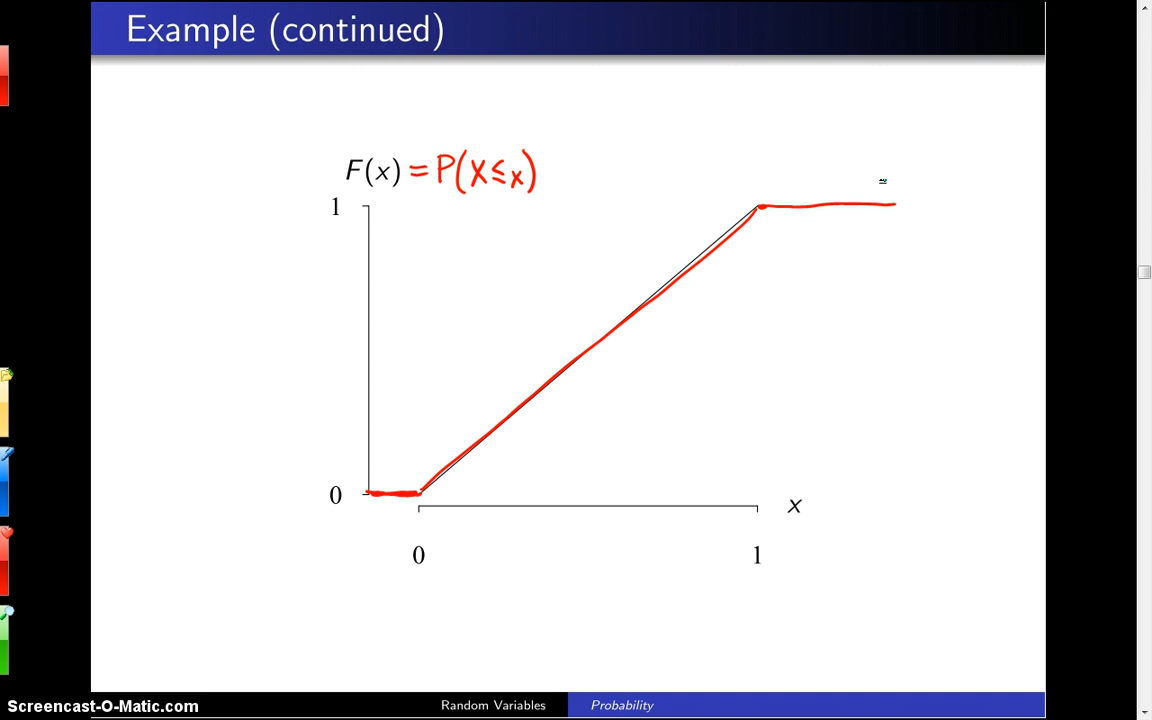 Example (continued)
F(x) = P(X ≤ x)
1
0
x
0
1
Screencast-O-Matic.com
Random Variables
Probability